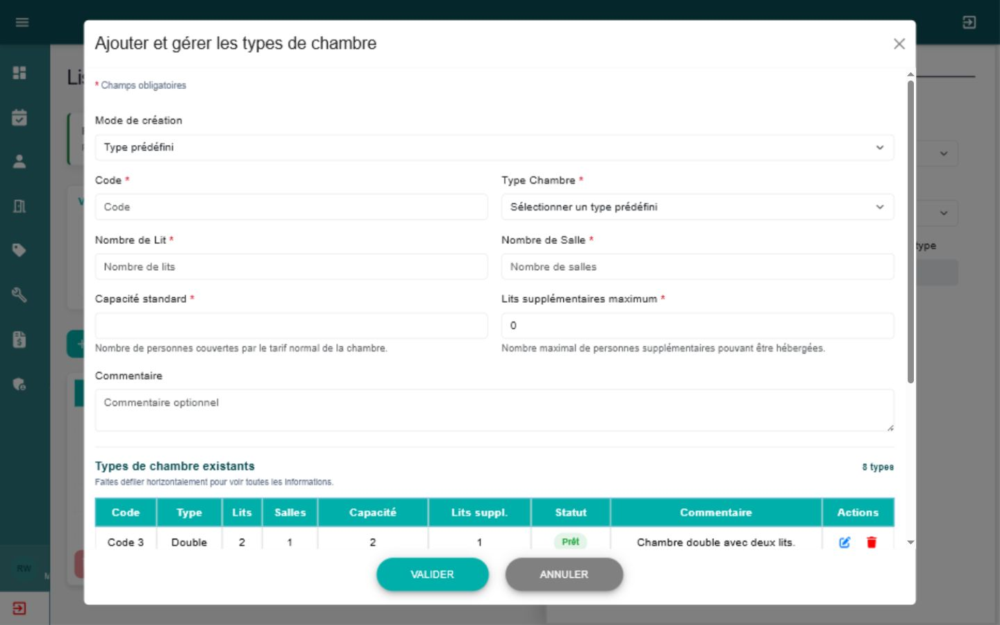 Ajouter et gérer les types de chambre
* Champs obligatoires
Mode de création
Type prédéfini
Code *
Type Chambre *
Code
Sélectionner un type prédéfini
Nombre de Lit *
Nombre de Salle *
Nombre de lits
Nombre de salles
Capacité standard *
Lits supplémentaires maximum *
0
Nombre de personnes couvertes par le tarif normal de la chambre.
Nombre maximal de personnes supplémentaires pouvant être hébergées.
Commentaire
Commentaire optionnel
Types de chambre existants
8 types
Faites défiler horizontalement pour voir toutes les informations.
Code Type Lits Salles Capacité Lits suppl. Statut Commentaire Actions
Code 3 Double 2 1 2 1 Prêt Chambre double avec deux lits.
VALIDER
ANNULER
type
RW